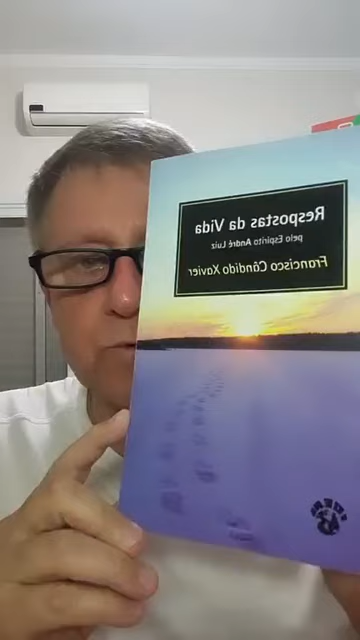 Respostas da Vida
pelo Espírito André Luiz
Francisco Cândido Xavier